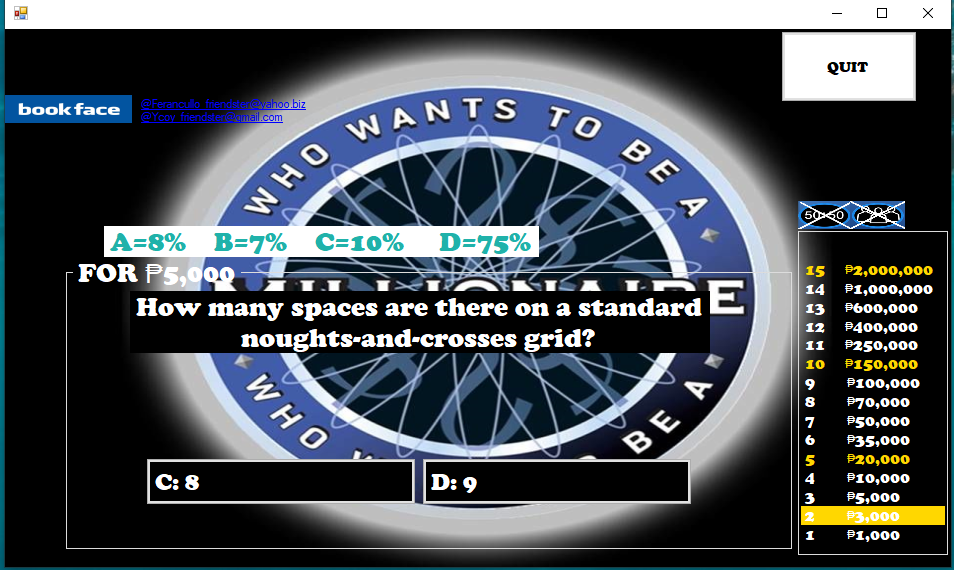 QUIT
book face
@Ferancullo_friendster@yahoo.biz
@Ycoy_friendster@gmail.com
WHO WANTS TO BE A
50:50
A=8% B=7% C=10% D=75%
FOR ₱5,000
MILLIONAIRE
How many spaces are there on a standard
noughts-and-crosses grid?
WHO W BE A
C: 8
D: 9
15 ₱2,000,000
14 ₱1,000,000
13 ₱600,000
12 ₱400,000
11 ₱250,000
10 ₱150,000
9 ₱100,000
8 ₱70,000
7 ₱50,000
6 ₱35,000
5 ₱20,000
4 ₱10,000
3 ₱5,000
2 ₱3,000
1 ₱1,000